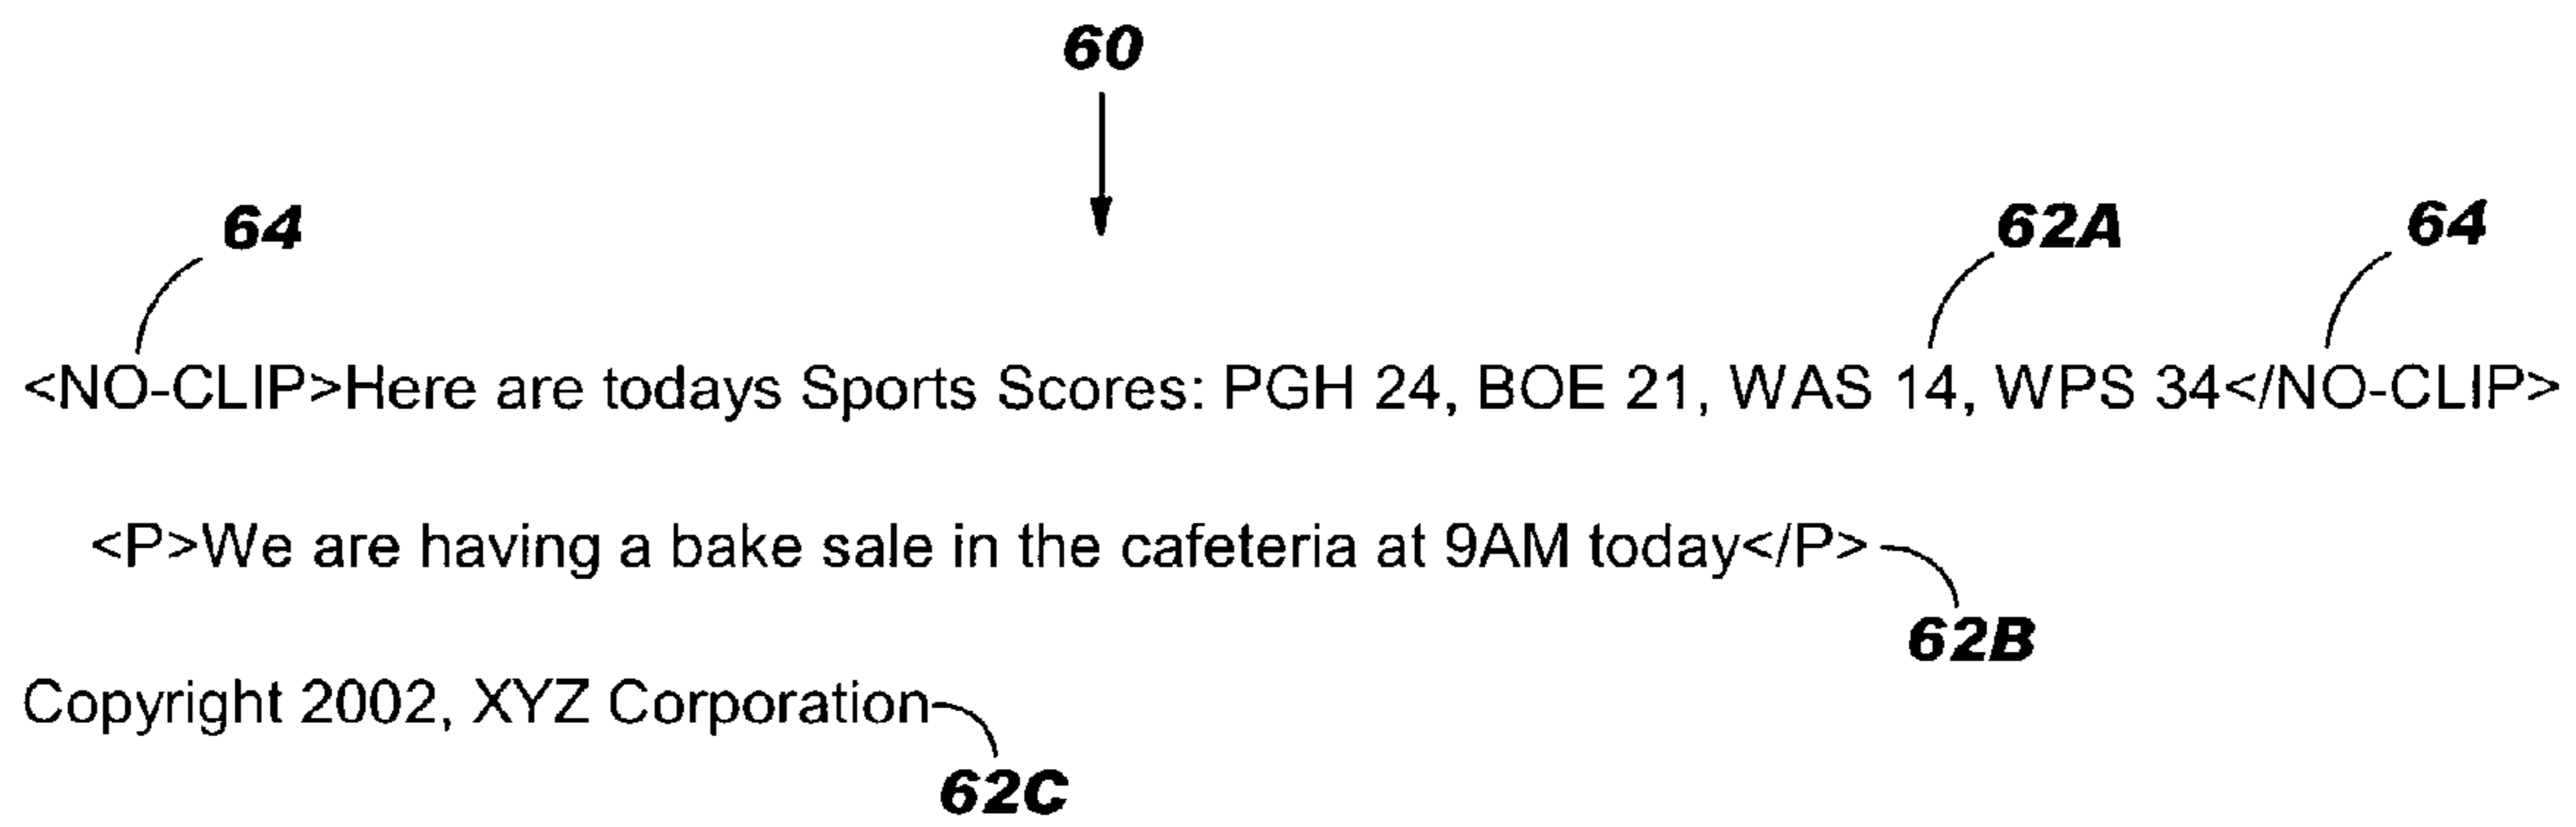 60
64 62A 64
<NO-CLIP>Here are todays Sports Scores: PGH 24, BOE 21, WAS 14, WPS 34</NO-CLIP>
<P>We are having a bake sale in the cafeteria at 9AM today</P>
62B
Copyright 2002, XYZ Corporation
62C